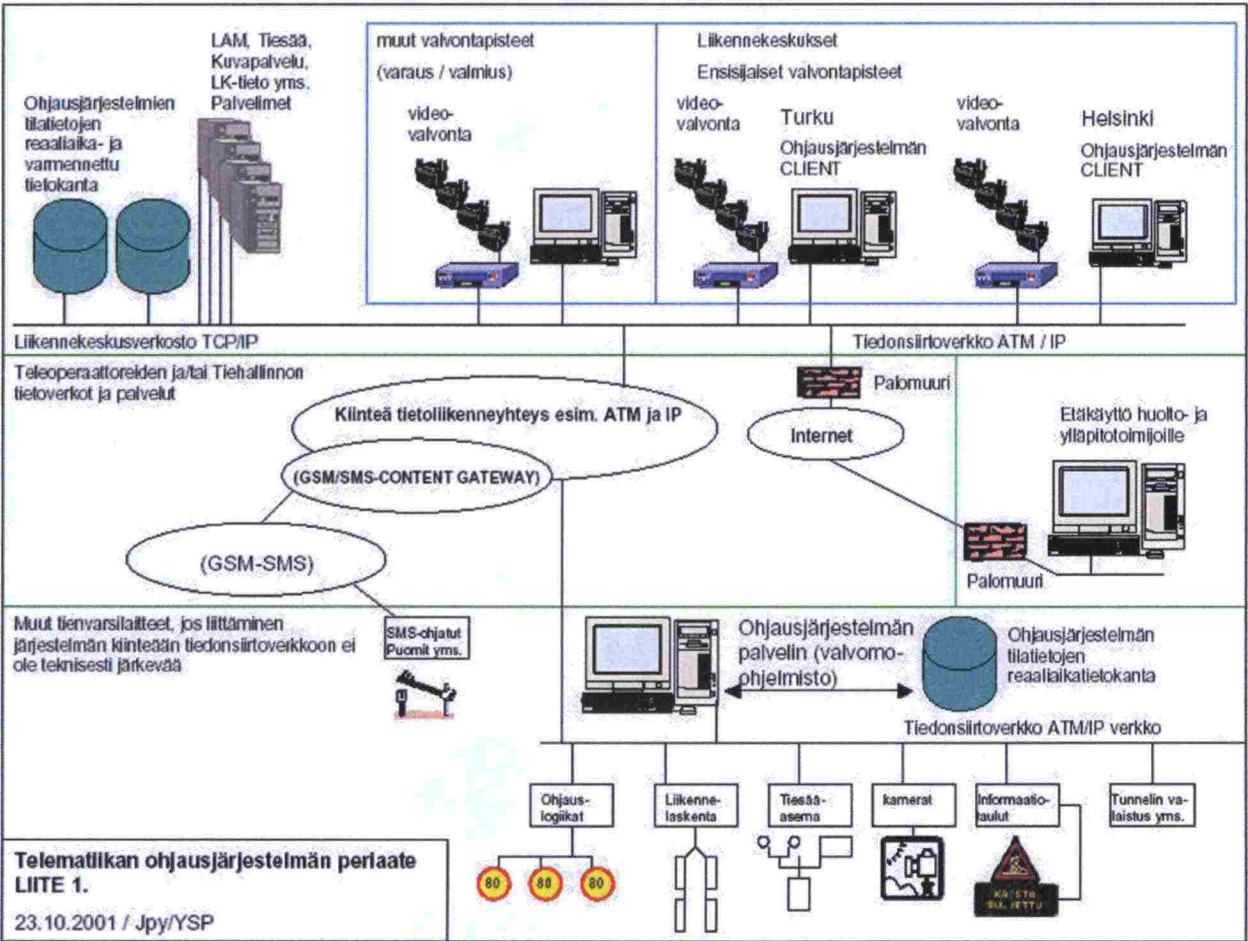 LAM, Tiesää,
Kuvapalvelu,
LK-tieto yms.
Palvelimet
Ohjausjärjestelmien
tilatietojen
reaaliaika- ja
varmennettu
tietokanta
muut valvontapisteet
(varaus / valmius)
video-
valvonta
Liikennekeskukset
Ensisijaiset valvontapisteet
video-
valvonta
Turku
Ohjausjärjestelmän
CLIENT
video-
valvonta
Helsinki
Ohjausjärjestelmän
CLIENT
Liikennekeskusverkosto TCP/IP
Tiedonsiirtoverkko ATM / IP
Teleoperaattoreiden ja/tai Tiehallinnon
tietoverkot ja palvelut
Kiinteä tietoliikenneyhteys esim. ATM ja IP
(GSM/SMS-CONTENT GATEWAY)
(GSM-SMS)
Palomuuri
Internet
Etäkäyttö huolto- ja
ylläpitotoimijoille
Palomuuri
Muut tienvarsilaitteet, jos liittäminen
järjestelmän kiinteään tiedonsiirtoverkkoon ei
ole teknisesti järkevää
SMS-ohjatut
Puomit yms.
Ohjausjärjestelmän
palvelin (valvomo-
ohjelmisto)
Ohjausjärjestelmän
tilatietojen
reaaliaikatietokanta
Tiedonsiirtoverkko ATM/IP verkko
Ohjaus-
logiikat
Liikenne-
laskenta
Tiesää-
asema
kamerat
Informaatio-
taulut
Tunnelin va-
laistus yms.
80
80
80
KAISTA
SULJETTU
Telematiikan ohjausjärjestelmän periaate
LIITE 1.
23.10.2001 / Jpy/YSP